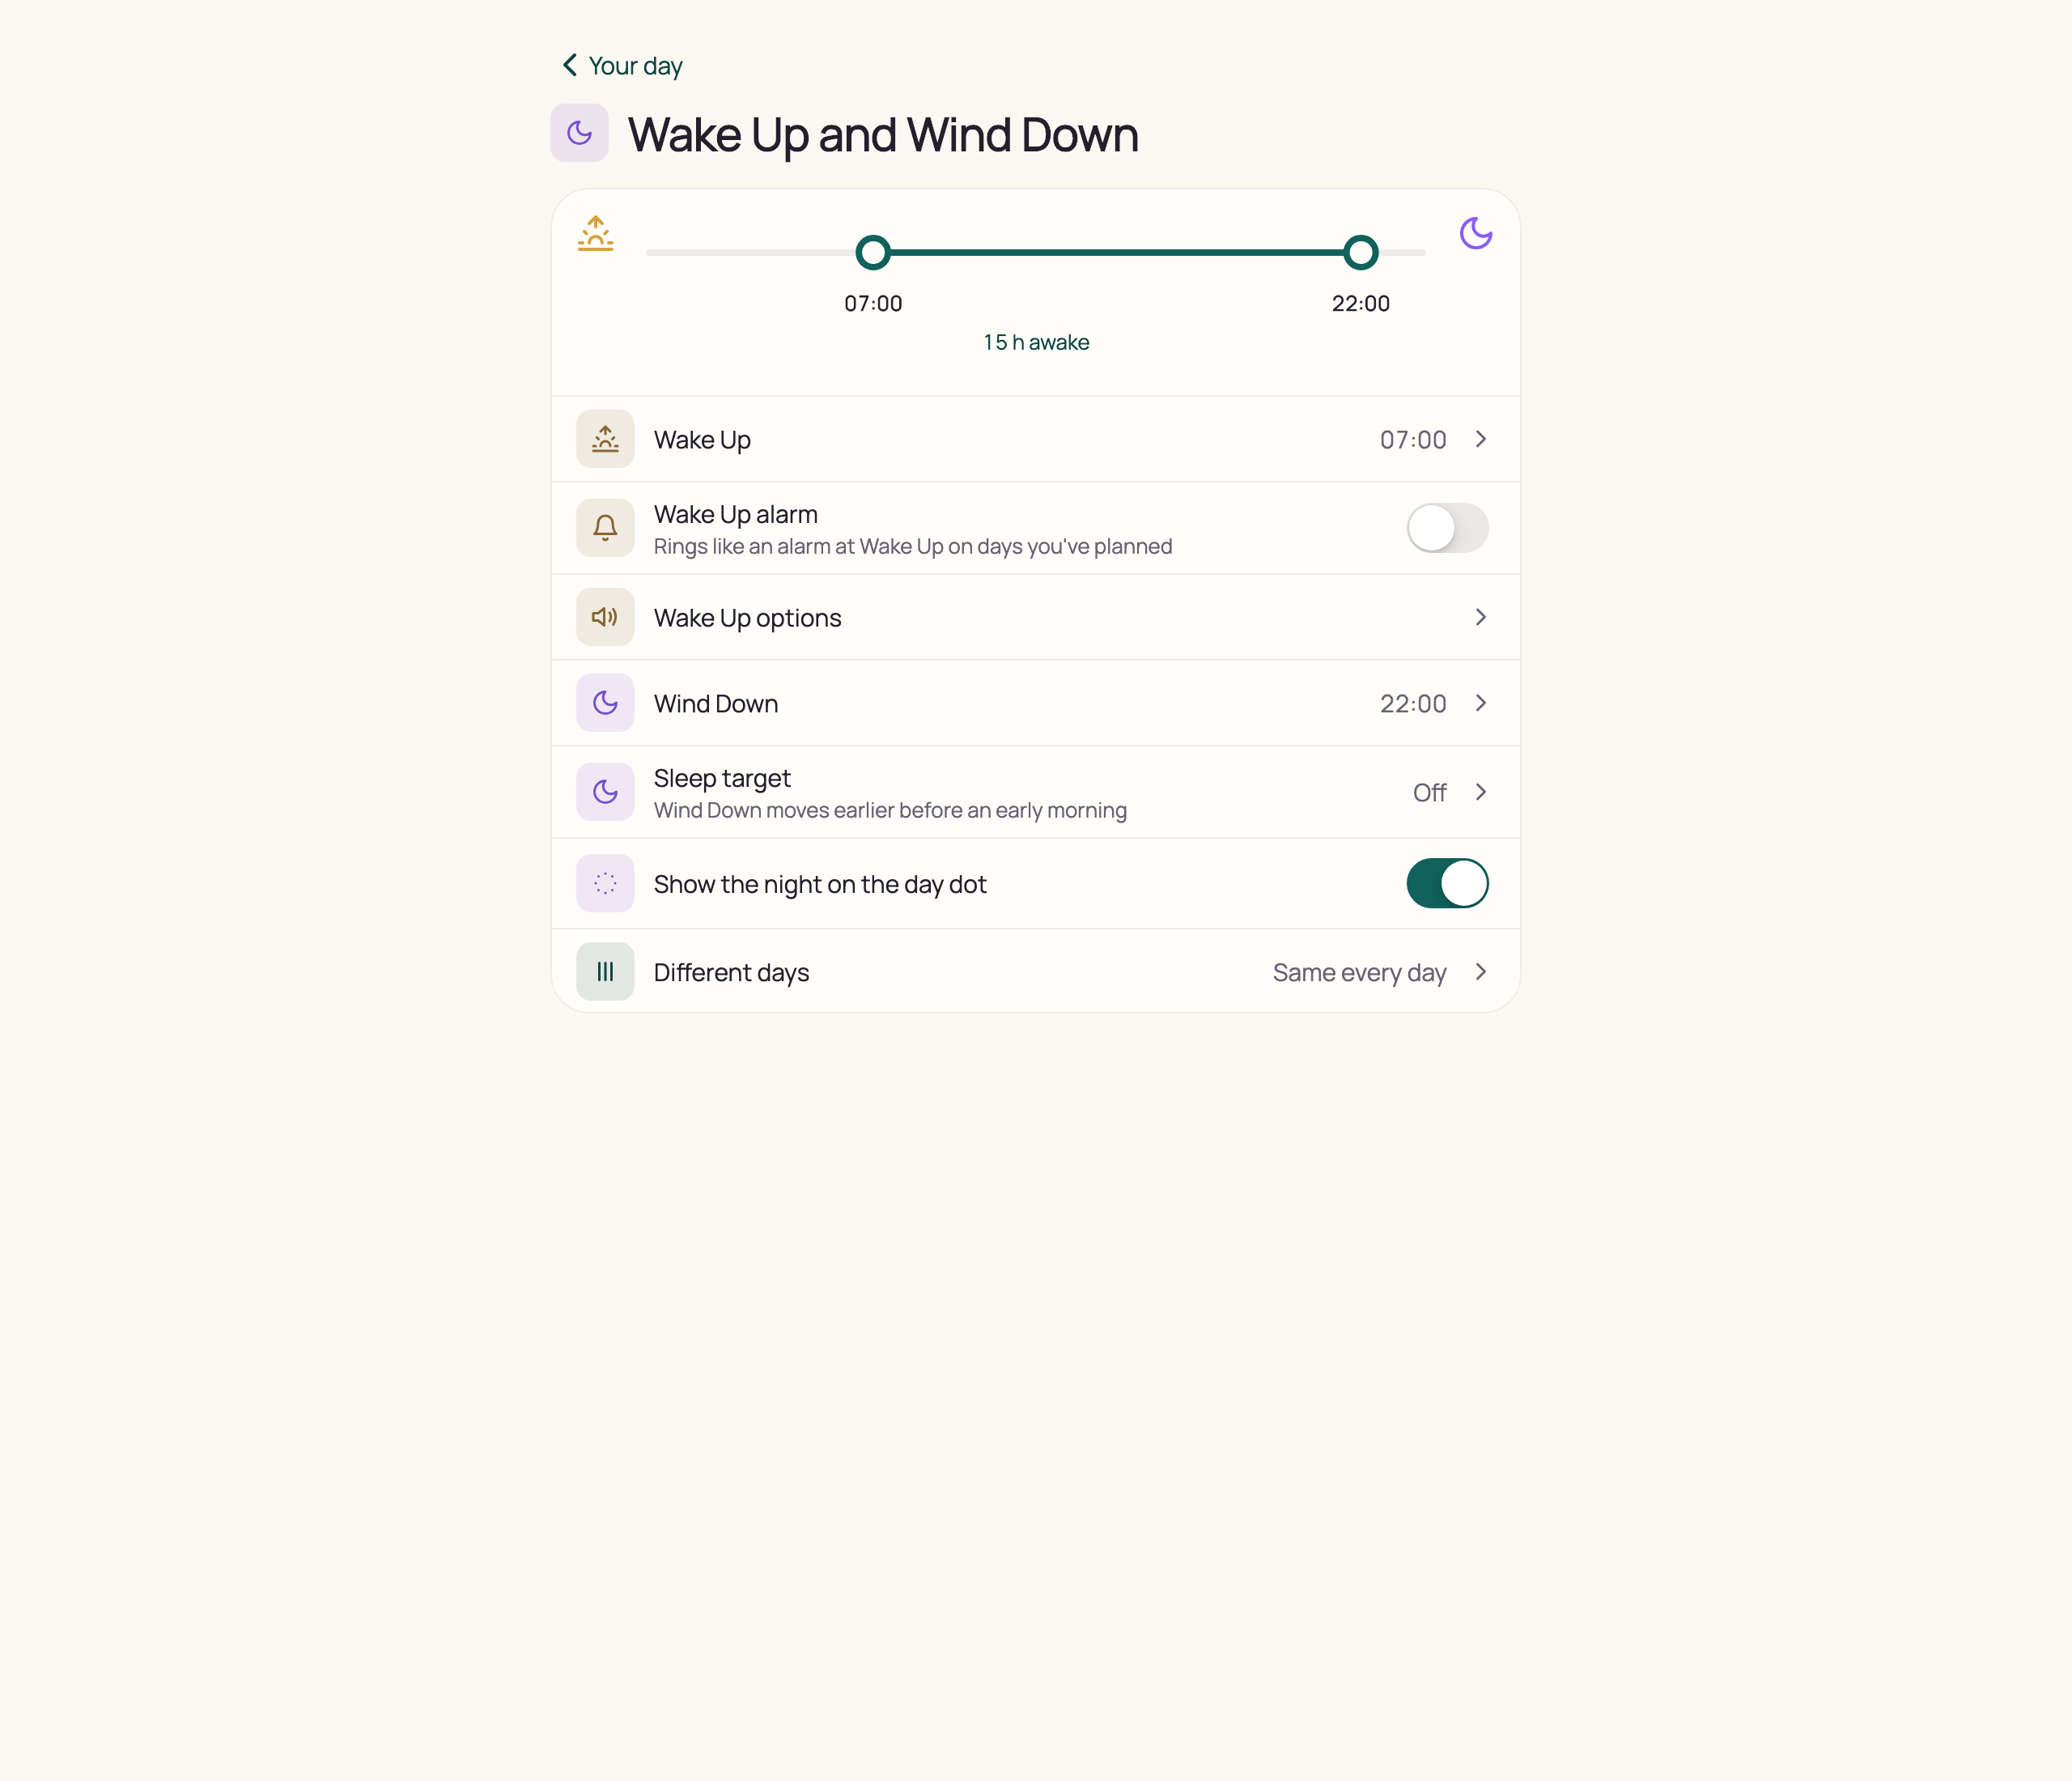 Your day
Wake Up and Wind Down
07:00 22:00
15 h awake
Wake Up 07:00
Wake Up alarm
Rings like an alarm at Wake Up on days you've planned
Wake Up options
Wind Down 22:00
Sleep target Off
Wind Down moves earlier before an early morning
Show the night on the day dot
Different days Same every day